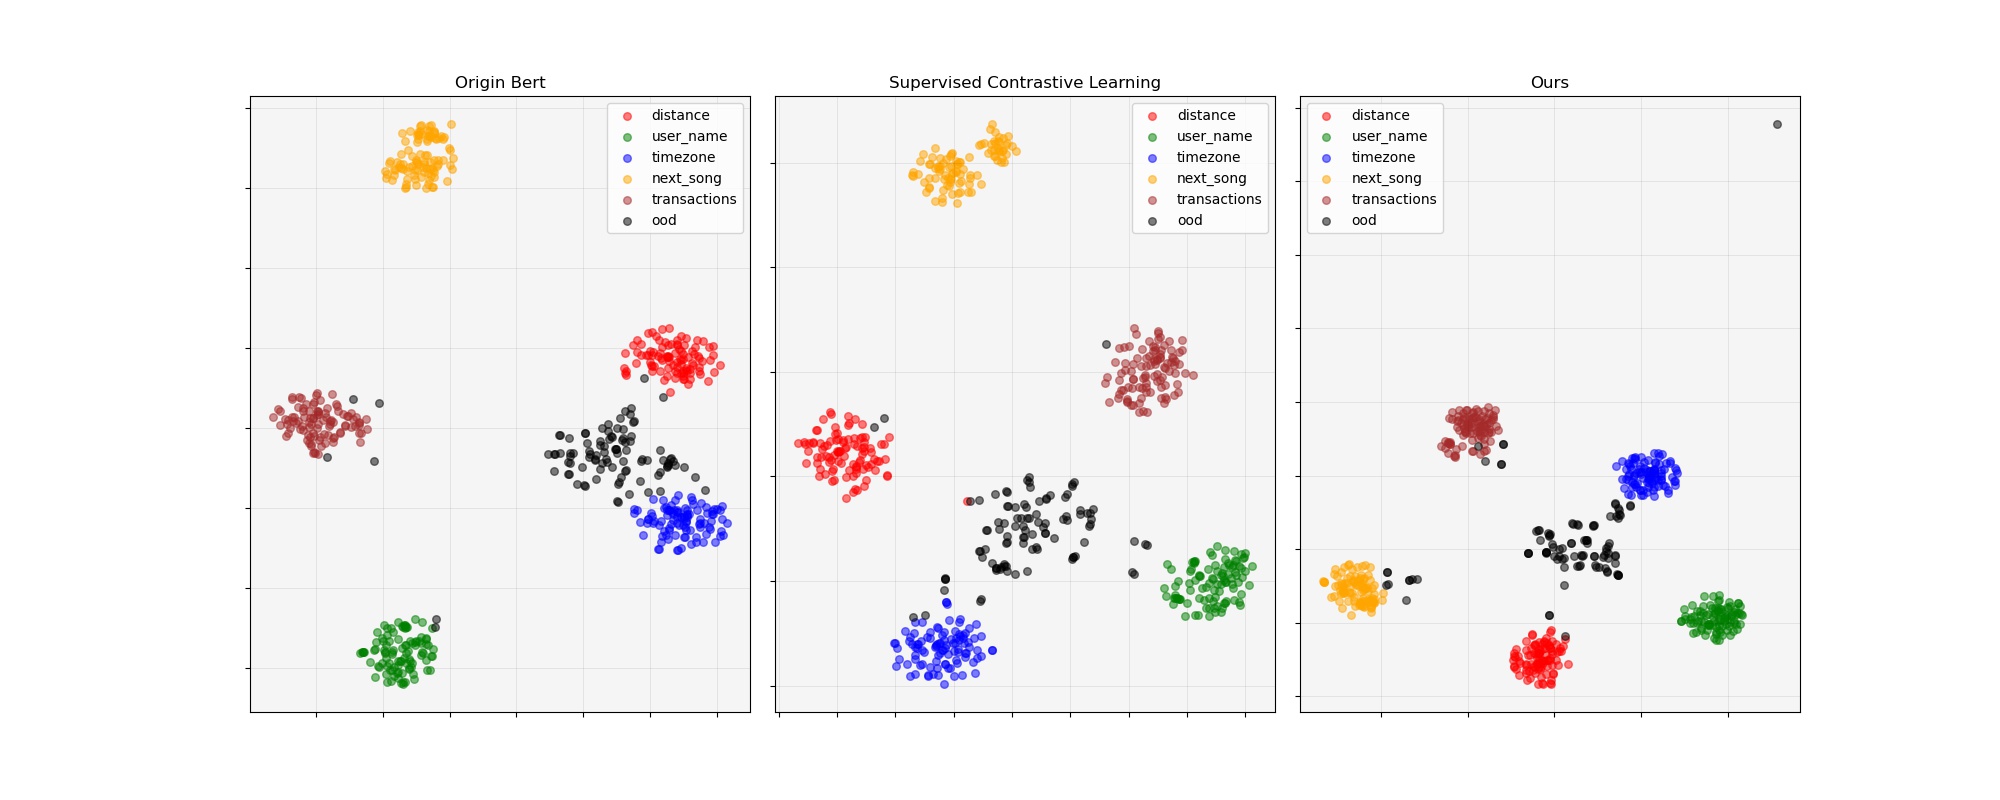 Origin Bert
distance
user_name
timezone
next_song
transactions
ood
Supervised Contrastive Learning
distance
user_name
timezone
next_song
transactions
ood
Ours
distance
user_name
timezone
next_song
transactions
ood